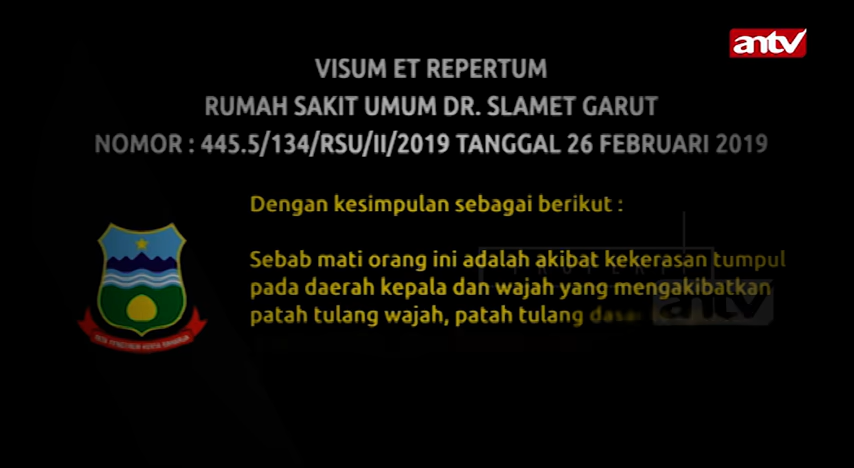 antv
VISUM ET REPERTUM
RUMAH SAKIT UMUM DR. SLAMET GARUT
NOMOR : 445.5/134/RSU/II/2019 TANGGAL 26 FEBRUARI 2019
Dengan kesimpulan sebagai berikut :
Sebab mati orang ini adalah akibat kekerasan tumpul
pada daerah kepala dan wajah yang mengakibatkan
patah tulang wajah, patah tulang dasar
antv